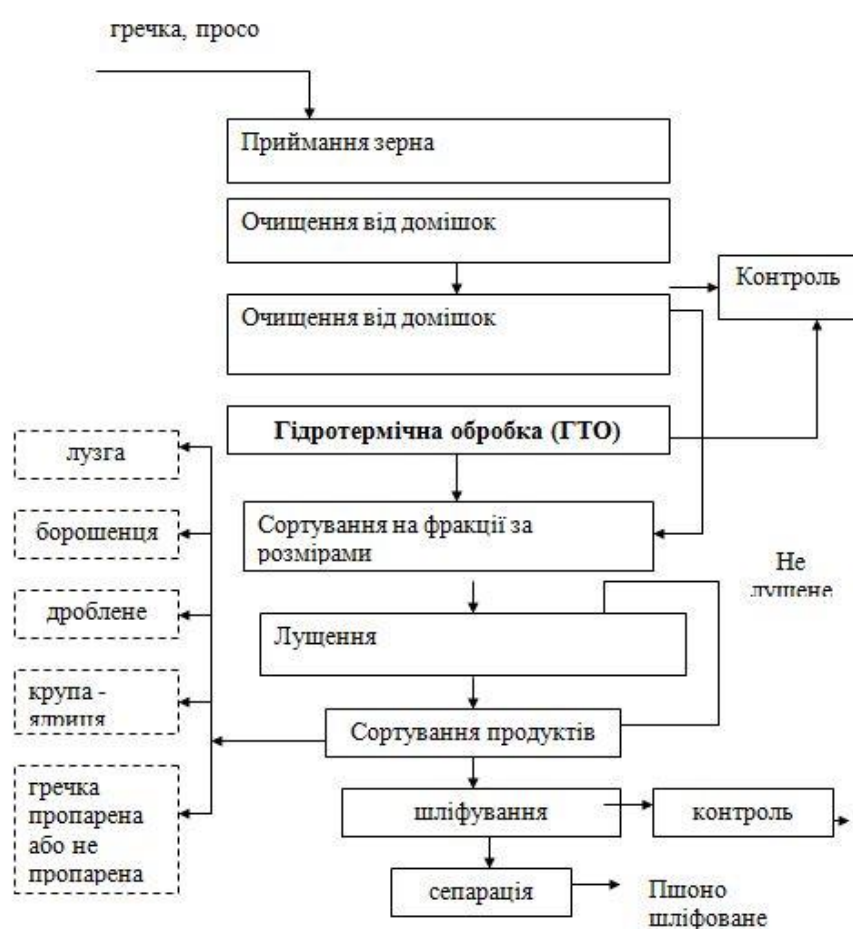 гречка, просо
Приймання зерна
Очищення від домішок
Контроль
Очищення від домішок
Гідротермічна обробка (ГТО)
лузга
Сортування на фракції за
розмірами
борошенця
Не
лущене
дроблене
Лущення
крупа -
ядриця
Сортування продуктів
гречка
пропарена
або не
пропарена
шліфування
контроль
сепарація
Пшоно
шліфоване